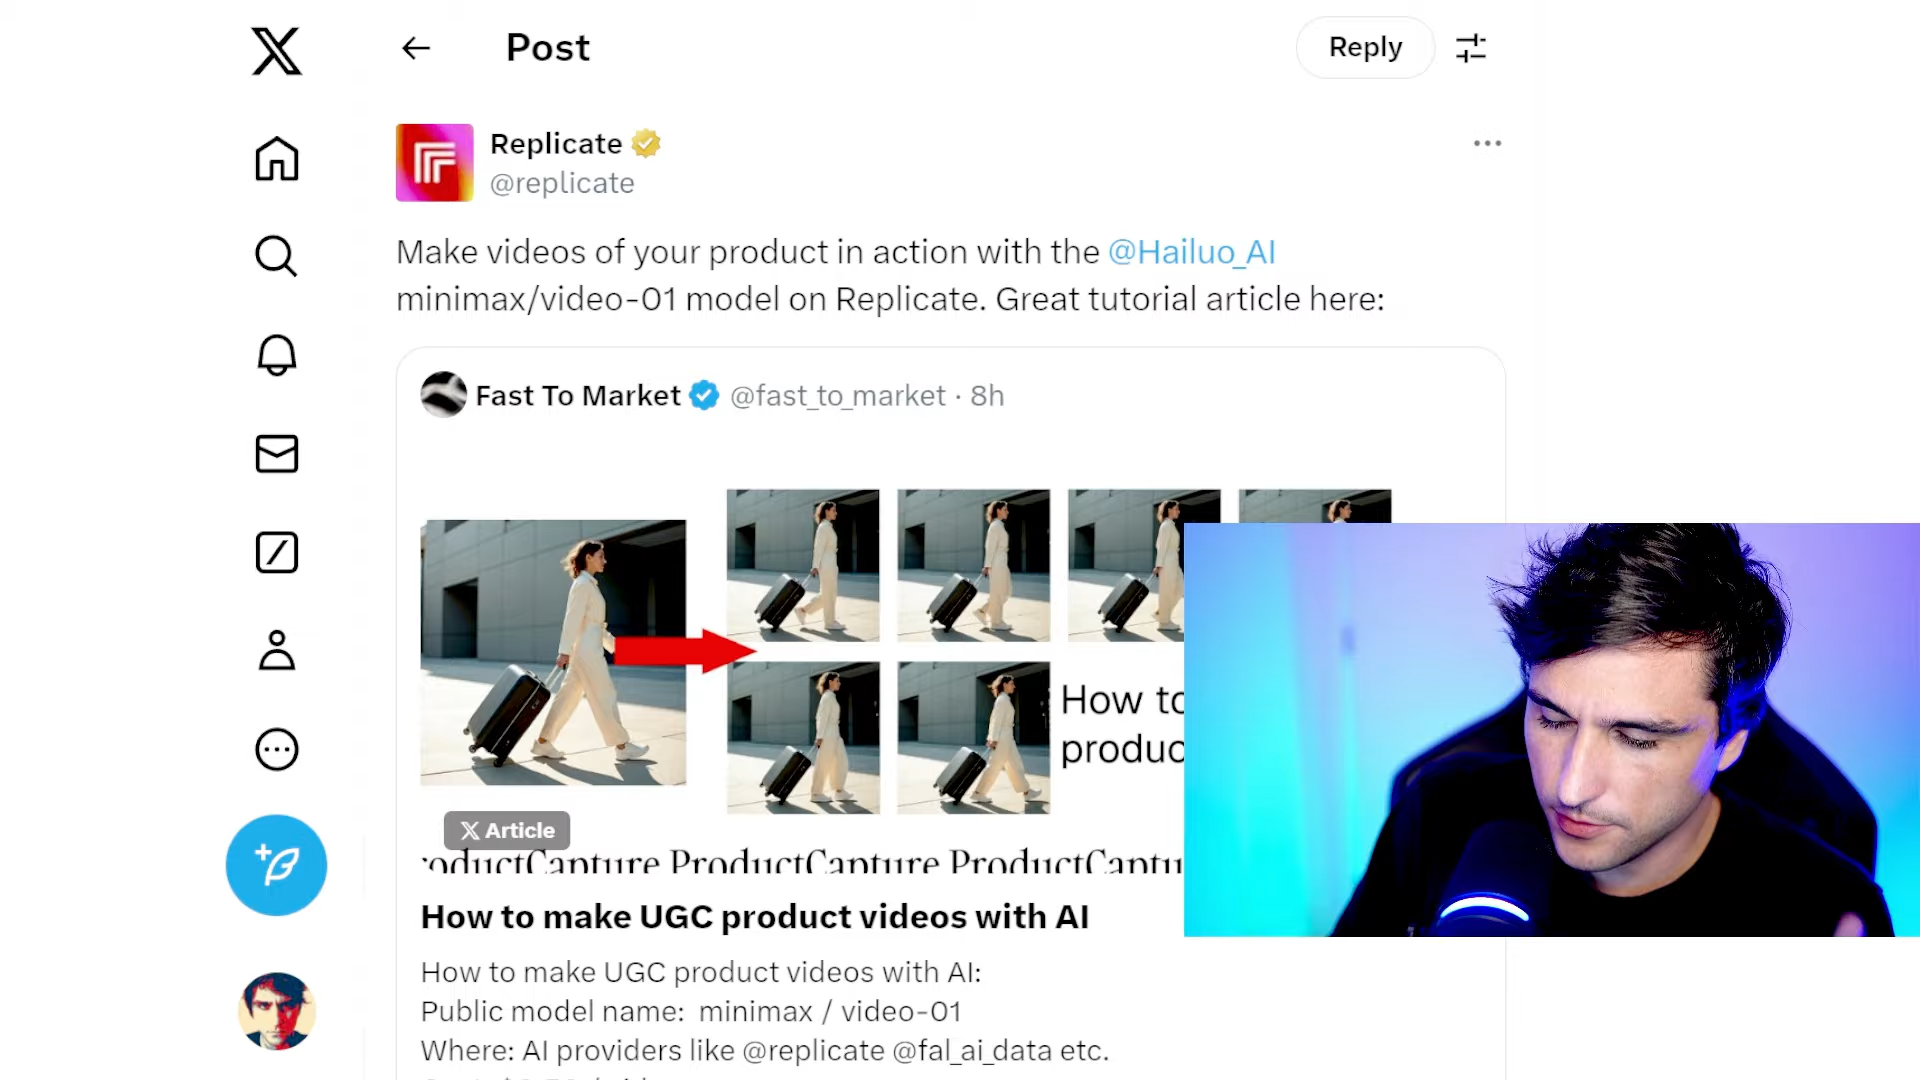 Post
Reply
Replicate
@replicate
Make videos of your product in action with the @Hailuo_AI
minimax/video-01 model on Replicate. Great tutorial article here:
Fast To Market @fast_to_market · 8h
How to
produc
X Article
roductCapture ProductCapture ProductCaptu
How to make UGC product videos with AI
How to make UGC product videos with AI:
Public model name: minimax / video-01
Where: AI providers like @replicate @fal_ai_data etc.